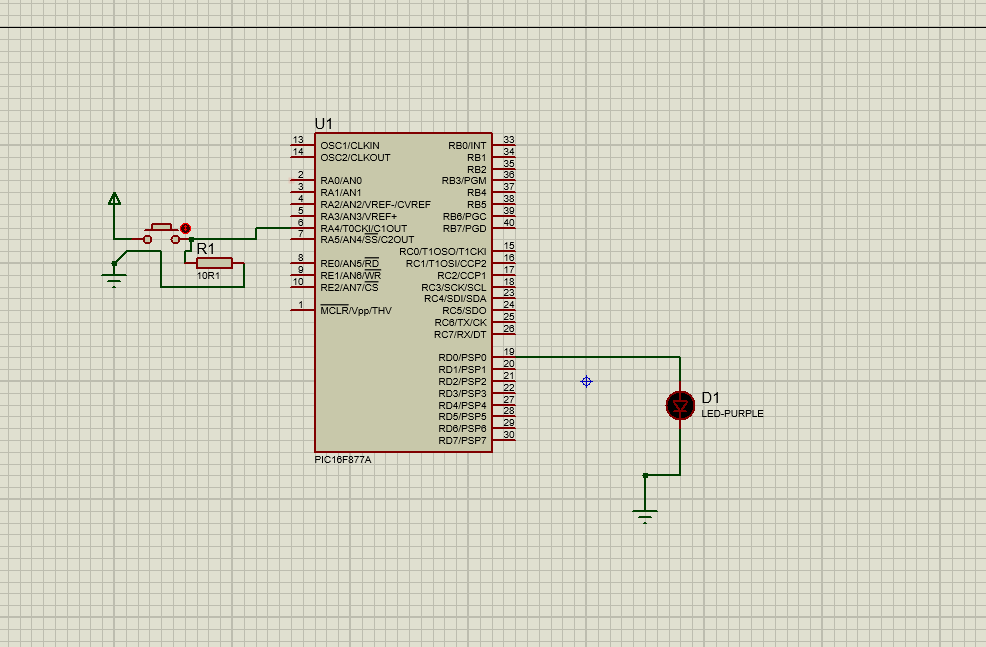 U1
13 OSC1/CLKIN RB0/INT 33
14 OSC2/CLKOUT RB1 34
RB2 35
2 RA0/AN0 RB3/PGM 36
3 RA1/AN1 RB4 37
4 RA2/AN2/VREF-/CVREF RB5 38
5 RA3/AN3/VREF+ RB6/PGC 39
6 RA4/T0CKI/C1OUT RB7/PGD 40
7 RA5/AN4/SS/C2OUT
RC0/T1OSO/T1CKI 15
8 RE0/AN5/RD RC1/T1OSI/CCP2 16
9 RE1/AN6/WR RC2/CCP1 17
10 RE2/AN7/CS RC3/SCK/SCL 18
RC4/SDI/SDA 23
1 MCLR/Vpp/THV RC5/SDO 24
RC6/TX/CK 25
RC7/RX/DT 26
RD0/PSP0 19
RD1/PSP1 20
RD2/PSP2 21
RD3/PSP3 22
RD4/PSP4 27
RD5/PSP5 28
RD6/PSP6 29
RD7/PSP7 30
PIC16F877A
R1
10R1
D1
LED-PURPLE